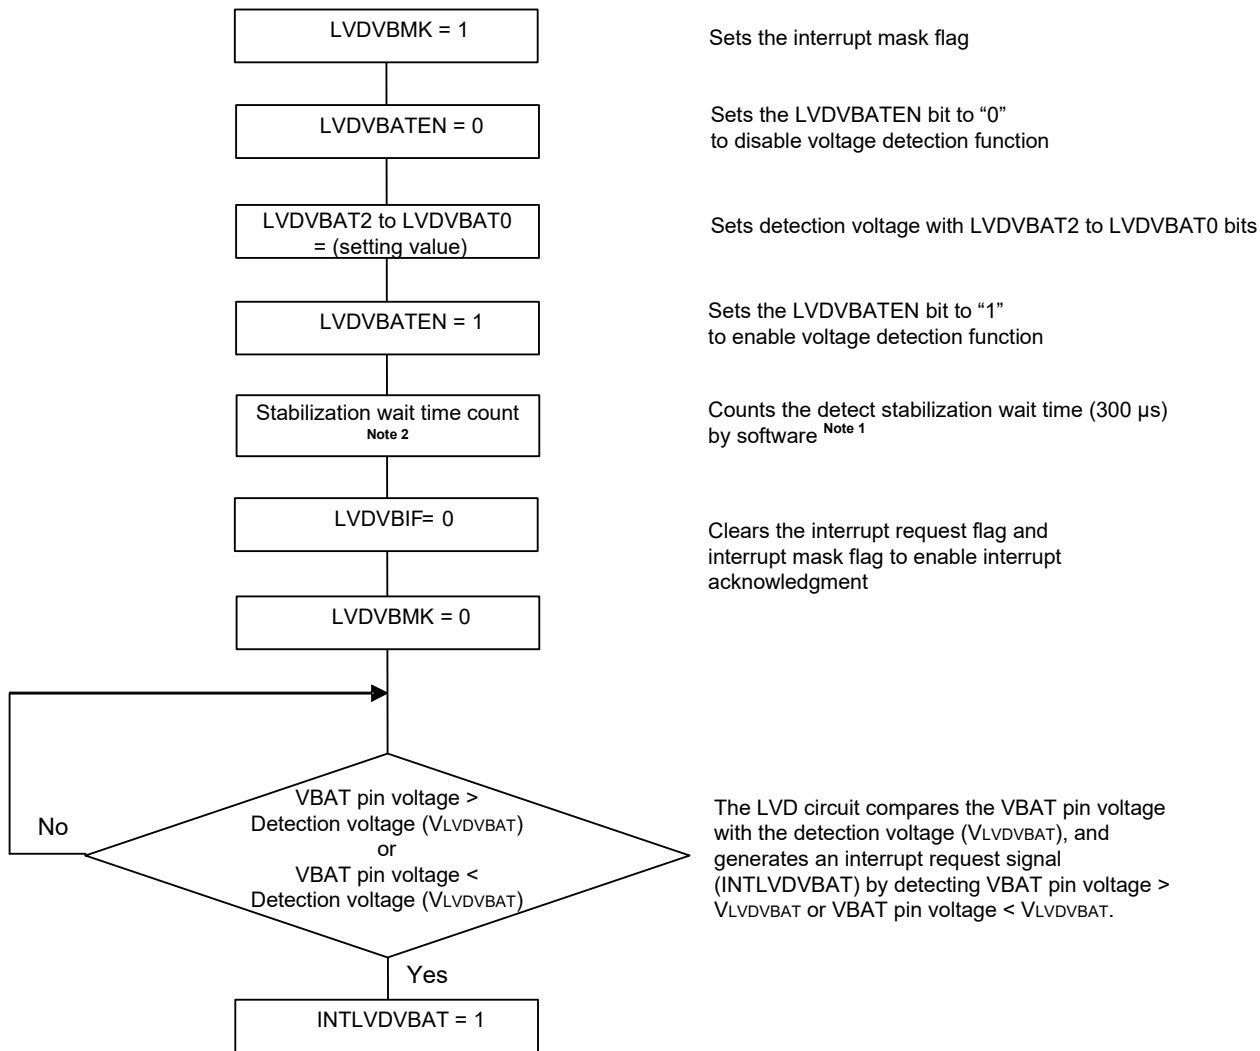 LVDVBMK = 1
Sets the interrupt mask flag
LVDVBATEN = 0
Sets the LVDVBATEN bit to “0”
to disable voltage detection function
LVDVBAT2 to LVDVBAT0
= (setting value)
Sets detection voltage with LVDVBAT2 to LVDVBAT0 bits
LVDVBATEN = 1
Sets the LVDVBATEN bit to “1”
to enable voltage detection function
Stabilization wait time count
Note 2
Counts the detect stabilization wait time (300 µs)
by software Note 1
LVDVBIF= 0
Clears the interrupt request flag and
interrupt mask flag to enable interrupt
acknowledgment
LVDVBMK = 0
No
VBAT pin voltage >
Detection voltage (VLVDVBAT)
or
VBAT pin voltage <
Detection voltage (VLVDVBAT)
The LVD circuit compares the VBAT pin voltage
with the detection voltage (VLVDVBAT), and
generates an interrupt request signal
(INTLVDVBAT) by detecting VBAT pin voltage >
VLVDVBAT or VBAT pin voltage < VLVDVBAT.
Yes
INTLVDVBAT = 1